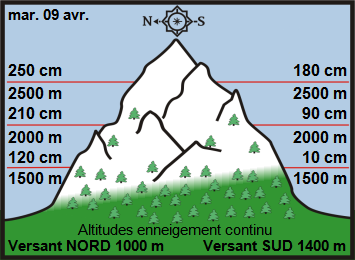 mar. 09 avr.
N S
250 cm 180 cm
2500 m 2500 m
210 cm 90 cm
2000 m 2000 m
120 cm 10 cm
1500 m 1500 m
Altitudes enneigement continu
Versant NORD 1000 m Versant SUD 1400 m